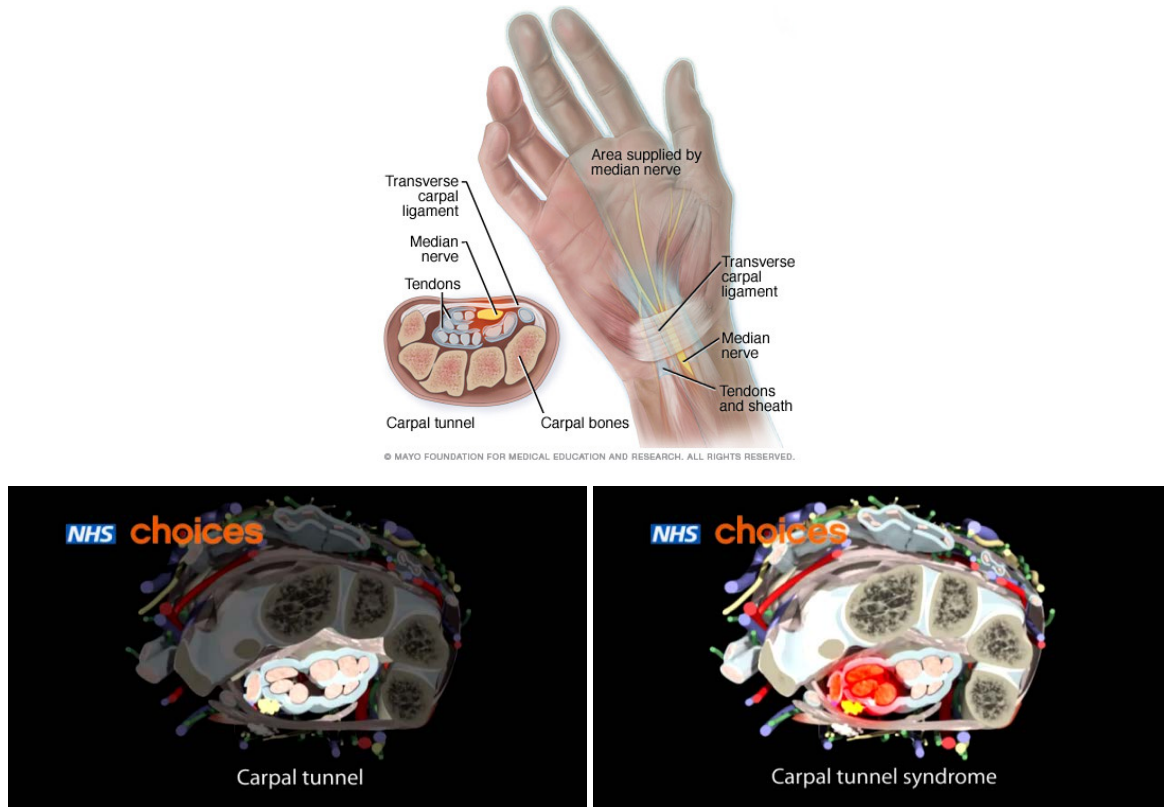 Area supplied by
median nerve
Transverse
carpal
ligament
Median
nerve
Tendons
Transverse
carpal
ligament
Median
nerve
Tendons
and sheath
Carpal tunnel
Carpal bones
© MAYO FOUNDATION FOR MEDICAL EDUCATION AND RESEARCH. ALL RIGHTS RESERVED.
NHS choices
Carpal tunnel
NHS choices
Carpal tunnel syndrome